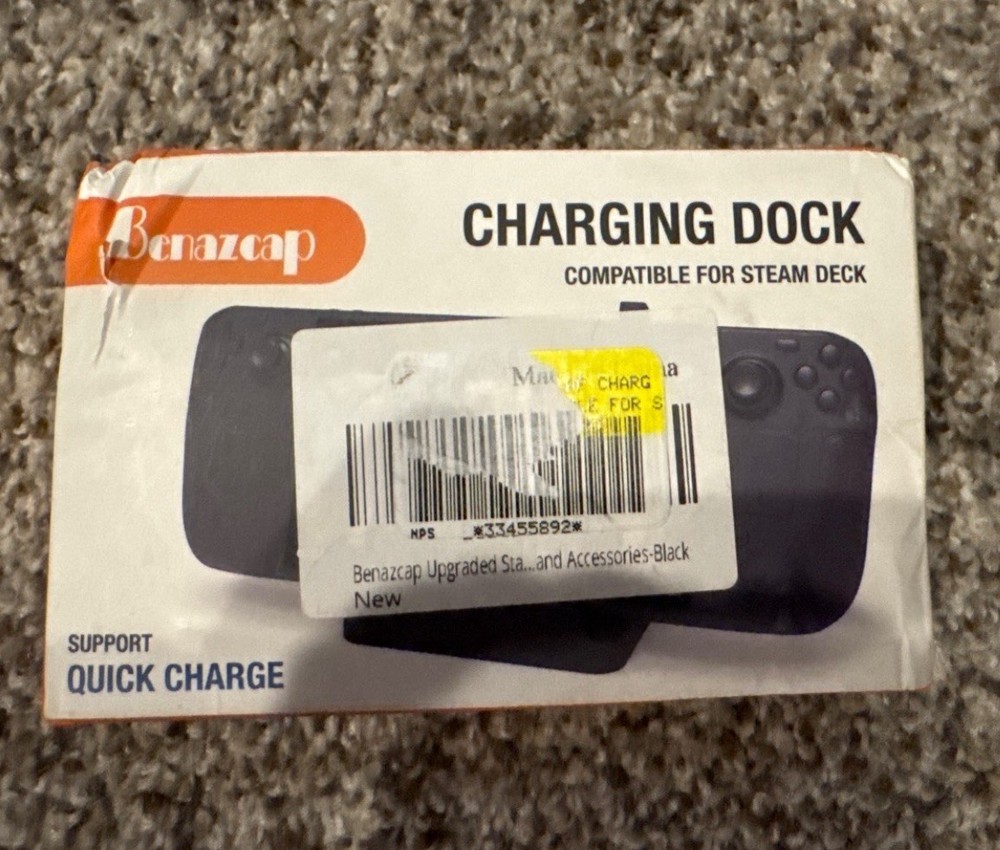 Benazcap
CHARGING DOCK
COMPATIBLE FOR STEAM DECK
CHARG
FOR S
NPS _*33455892*
Benazcap Upgraded Sta...and Accessories-Black
New
SUPPORT
QUICK CHARGE